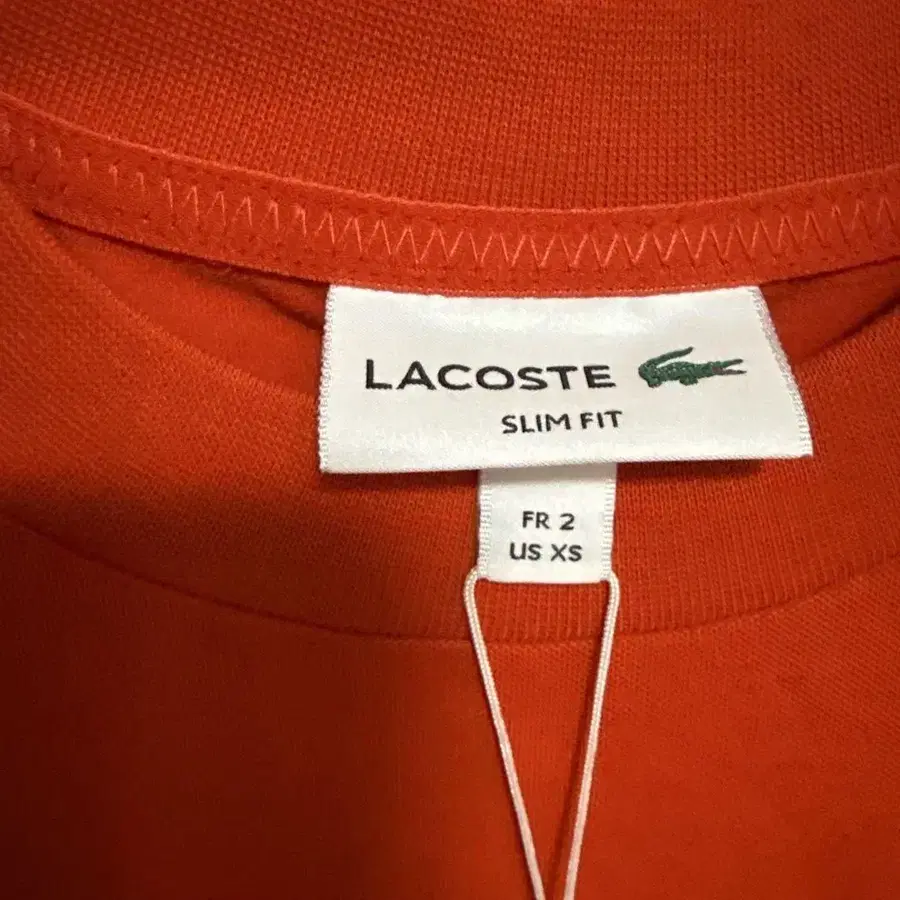 LACOSTE
SLIM FIT
FR 2
US XS